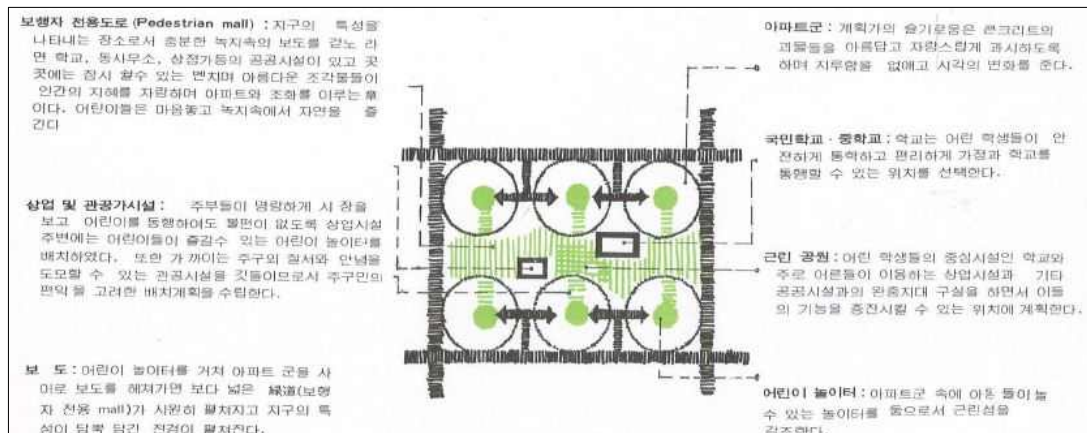 보행자 전용도로 (Pedestrian mall) : 지구의 특성을
나타내는 장소로서 충분한 녹지속의 보도를 걷노 라
면 학교, 동사무소, 상점가등의 공공시설이 있고 곳
곳에는 잠시 쉴수 있는 벤치며 아름다운 조각물들이
인간의 지혜를 자랑하며 아파트와 조화를 이루는
이다. 어린이들은 마음놓고 녹지속에서 자연을 즐
긴다
상업 및 관공가시설 : 주부들이 명랑하게 시 장을
보고 어린이를 동행하여도 불편이 없도록 상업시설
주변에는 어린이들이 즐길수 있는 어린이 놀이터를
배치하였다. 또한 가 까이는 주구의 질서와 안녕을
도모할 수 있는 관공시설을 깃들이므로서 주구민의
편익 을 고려한 배치계획을 수립한다.
보 도 : 어린이 놀이터를 거쳐 아파트 군을 사
이로 보도를 헤쳐가면 보다 넓은 綠道(보행
자 전용 mall)가 시원히 펼쳐지고 지구의 특
성이 담뿍 담긴 전경이 펼쳐진다.
아파트군 : 계획가의 슬기로움은 콘크리트의
괴물들을 아름답고 자랑스럽게 과시하도록
하며 지루함을 없애고 시각의 변화를 준다.
국민학교 · 중학교 : 학교는 어린 학생들이 안
전하게 통학하고 편리하게 가정과 학교를
통행할 수 있는 위치를 선택한다.
근린 공원 : 어린 학생들의 중심시설인 학교와
주로 어른들이 이용하는 상업시설과 기타
공공시설과의 완충지대 구실을 하면서 이들
의 기능을 증진시킬 수 있는 위치에 계획한다.
어린이 놀이터 : 아파트군 속에 아동 들이 놀
수 있는 놀이터를 둠으로서 근린성을
강조한다.